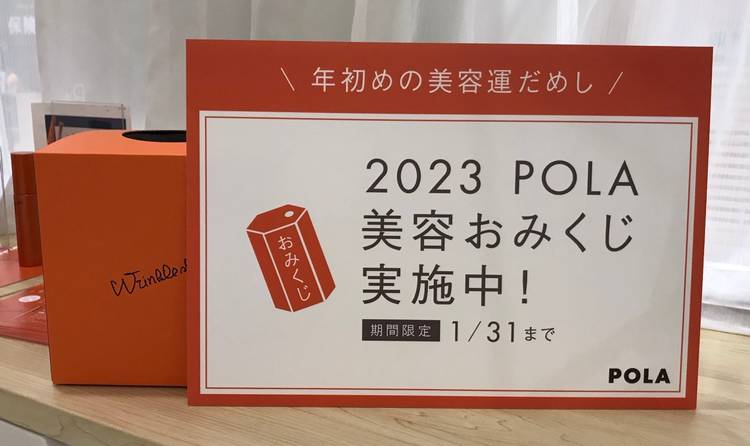 \ 年初めの美容運だめし /
2023 POLA
美容おみくじ
実施中!
期間限定 1/31まで
おみくじ
POLA